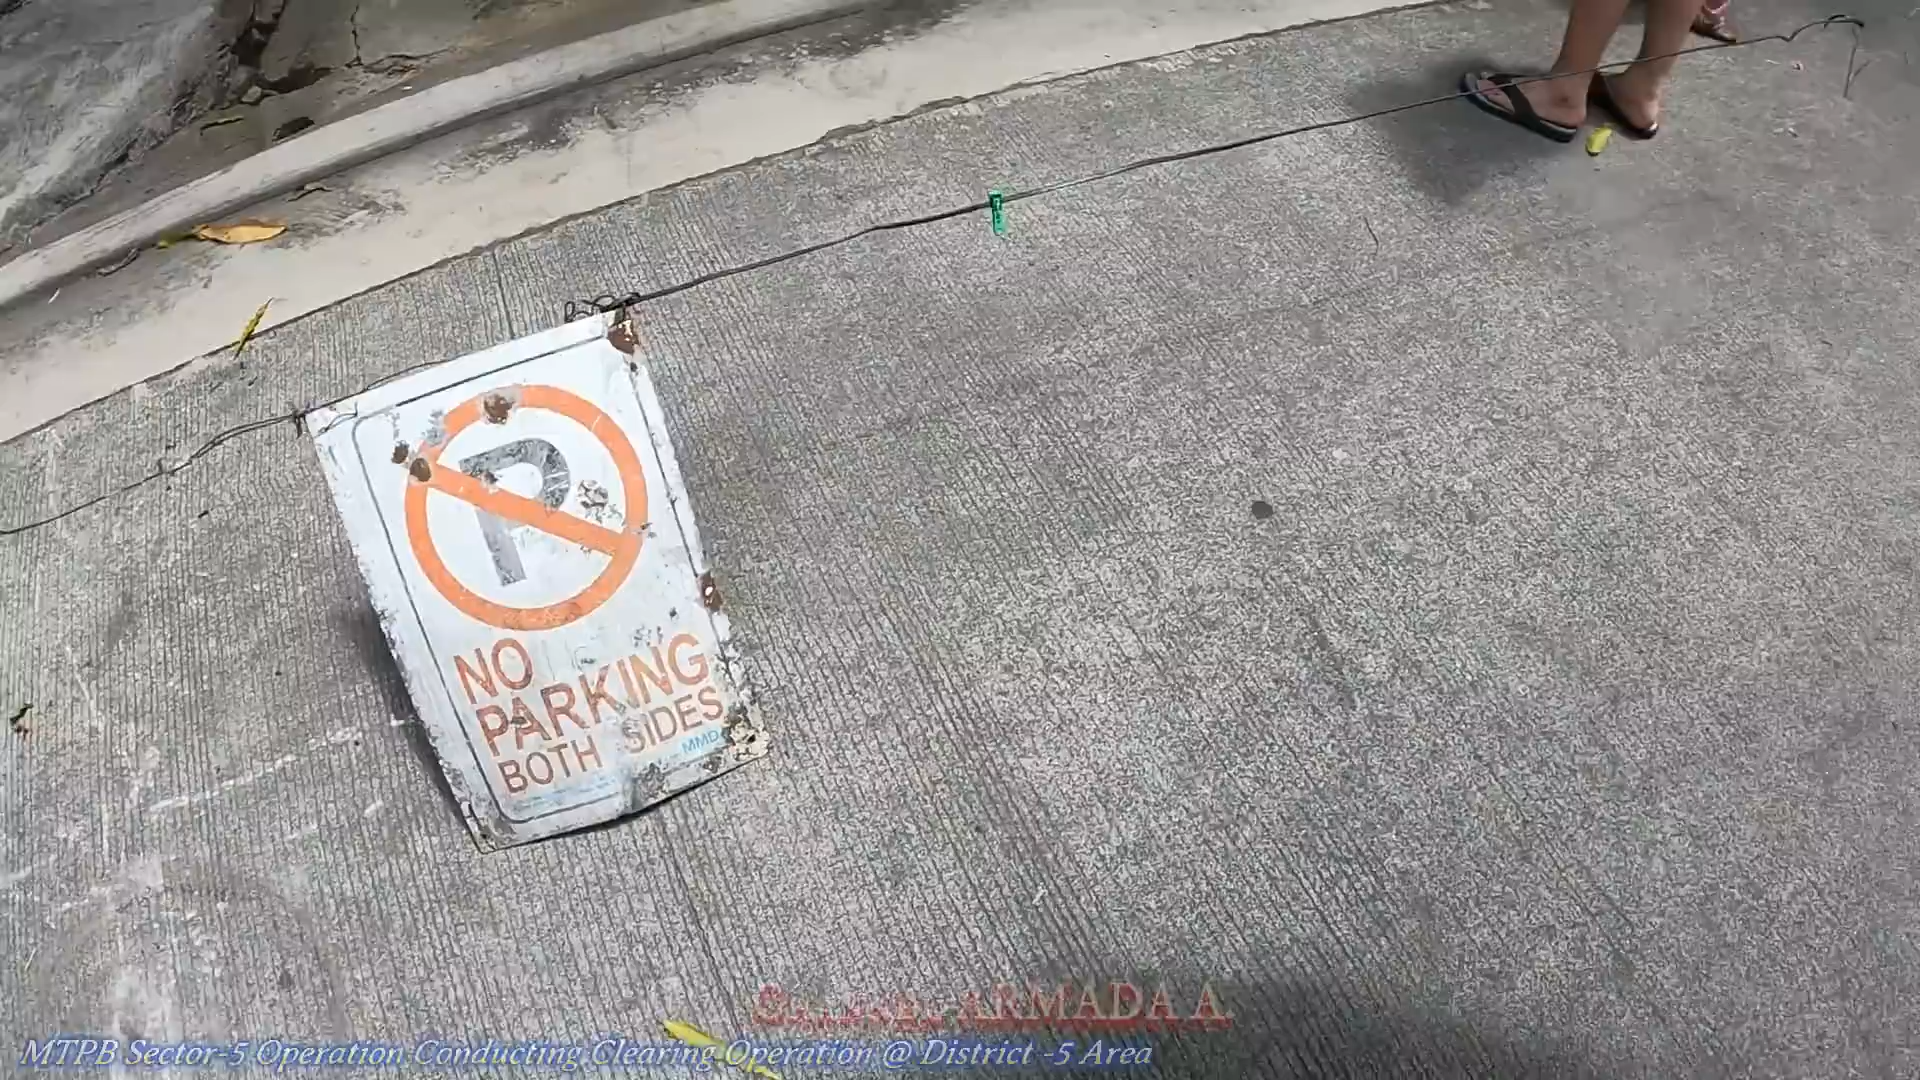 P
NO
PARKING
BOTH SIDES
MMDA
ARMADA A
MTPB Sector-5 Operation Conducting Clearing Operation @ District -5 Area